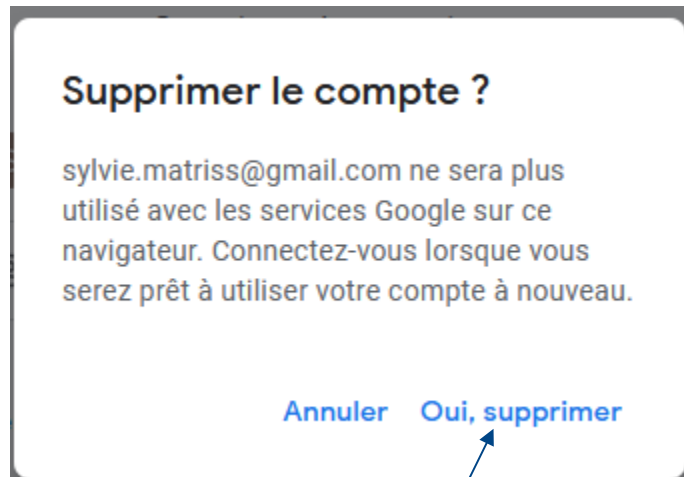 Supprimer le compte ?
sylvie.matriss@gmail.com ne sera plus
utilisé avec les services Google sur ce
navigateur. Connectez-vous lorsque vous
serez prêt à utiliser votre compte à nouveau.
Annuler Oui, supprimer